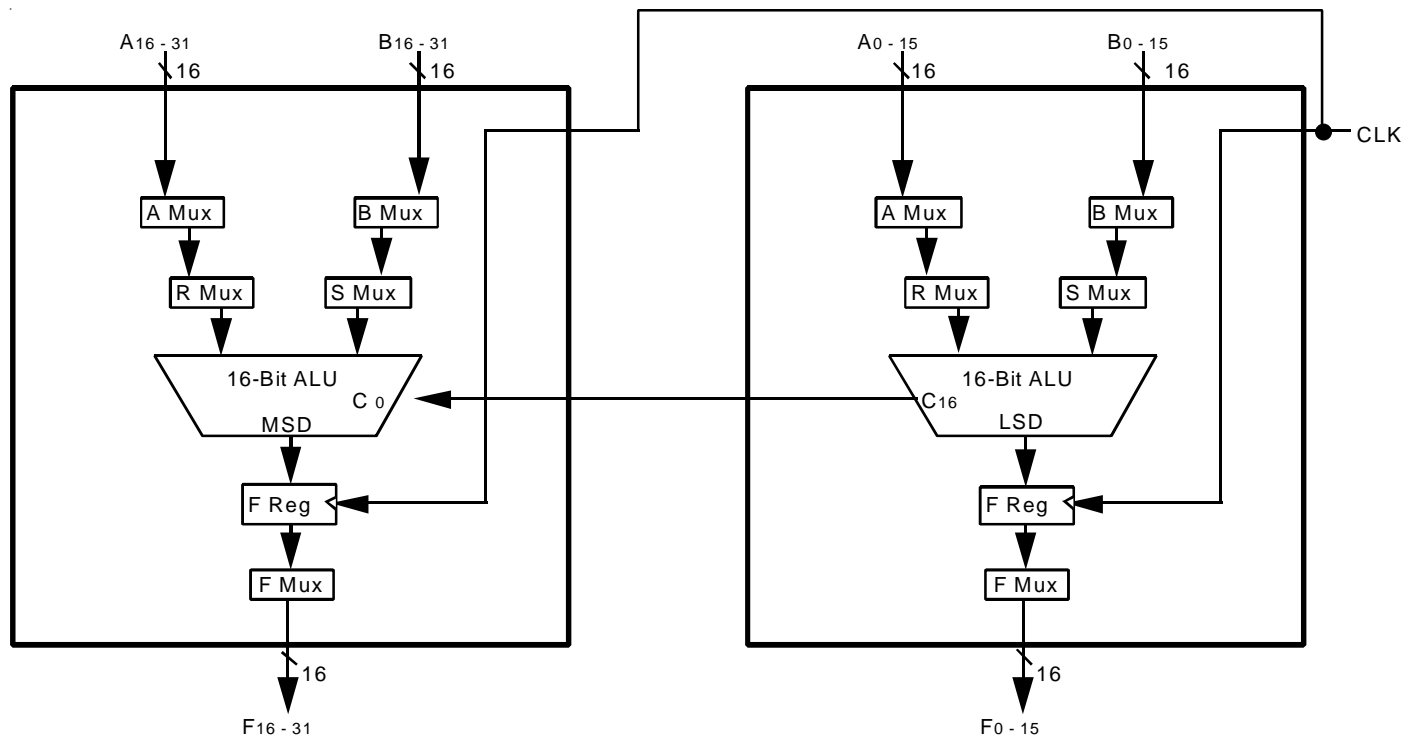 A16 - 31 B16 - 31 A0 - 15 B0 - 15
16 16 16 16
CLK
A Mux B Mux A Mux B Mux
R Mux S Mux R Mux S Mux
16-Bit ALU 16-Bit ALU
C 0 C16
MSD LSD
F Reg F Reg
F Mux F Mux
16 16
F16 - 31 F0 - 15